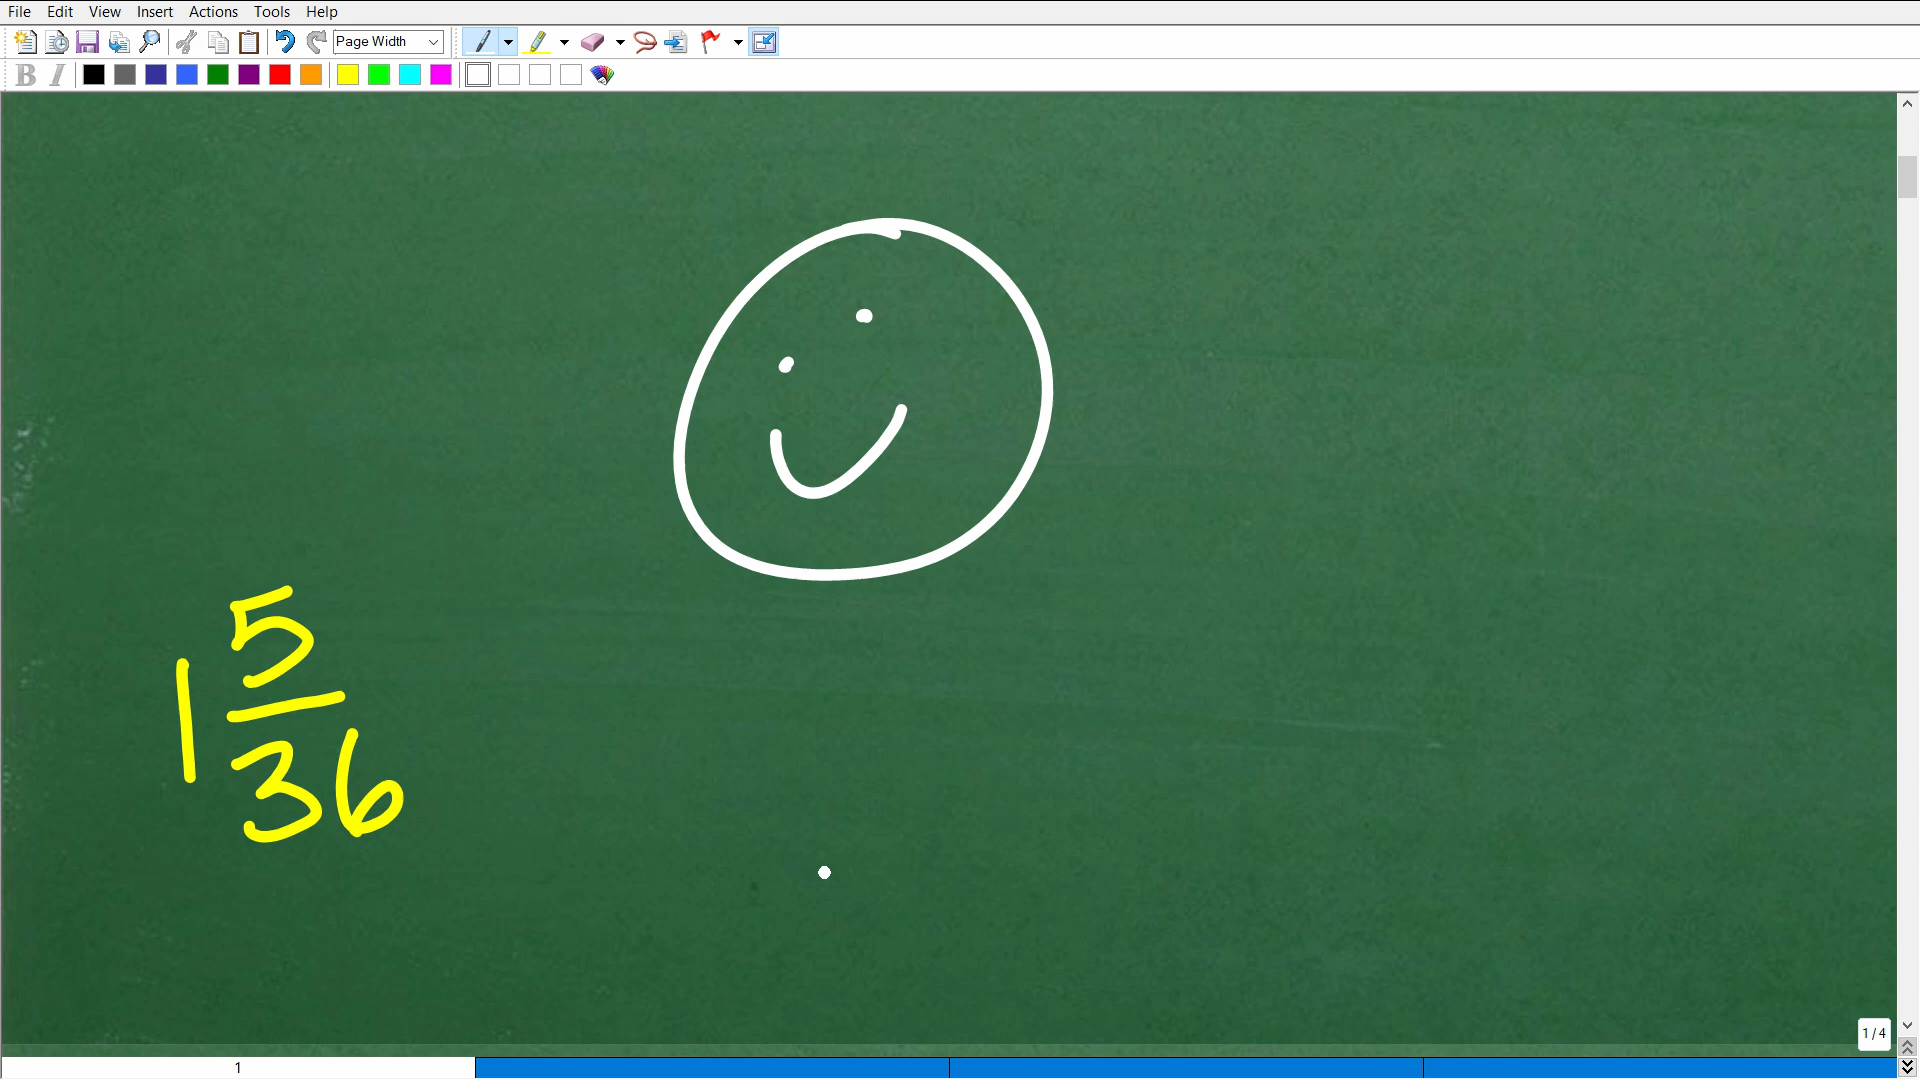 File Edit View Insert Actions Tools Help
Page Width
B I
1 5/36
1 / 4
1